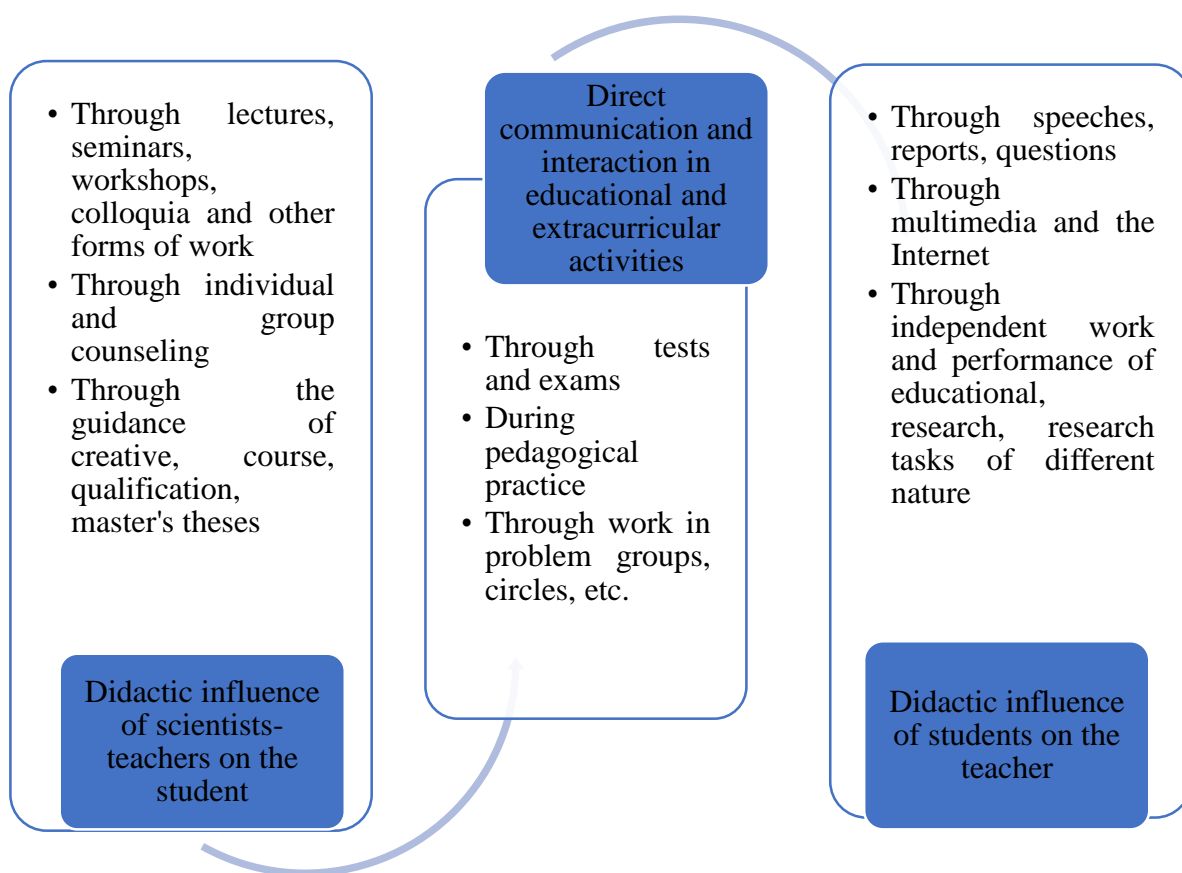 • Through lectures,
seminars,
workshops,
colloquia and other
forms of work
• Through individual
and group
counseling
• Through the
guidance of
creative, course,
qualification,
master's theses
Didactic influence
of scientists-
teachers on the
student
Direct
communication and
interaction in
educational and
extracurricular
activities
• Through tests
and exams
• During
pedagogical
practice
• Through work in
problem groups,
circles, etc.
• Through speeches,
reports, questions
• Through
multimedia and the
Internet
• Through
independent work
and performance of
educational,
research, research
tasks of different
nature
Didactic influence
of students on the
teacher